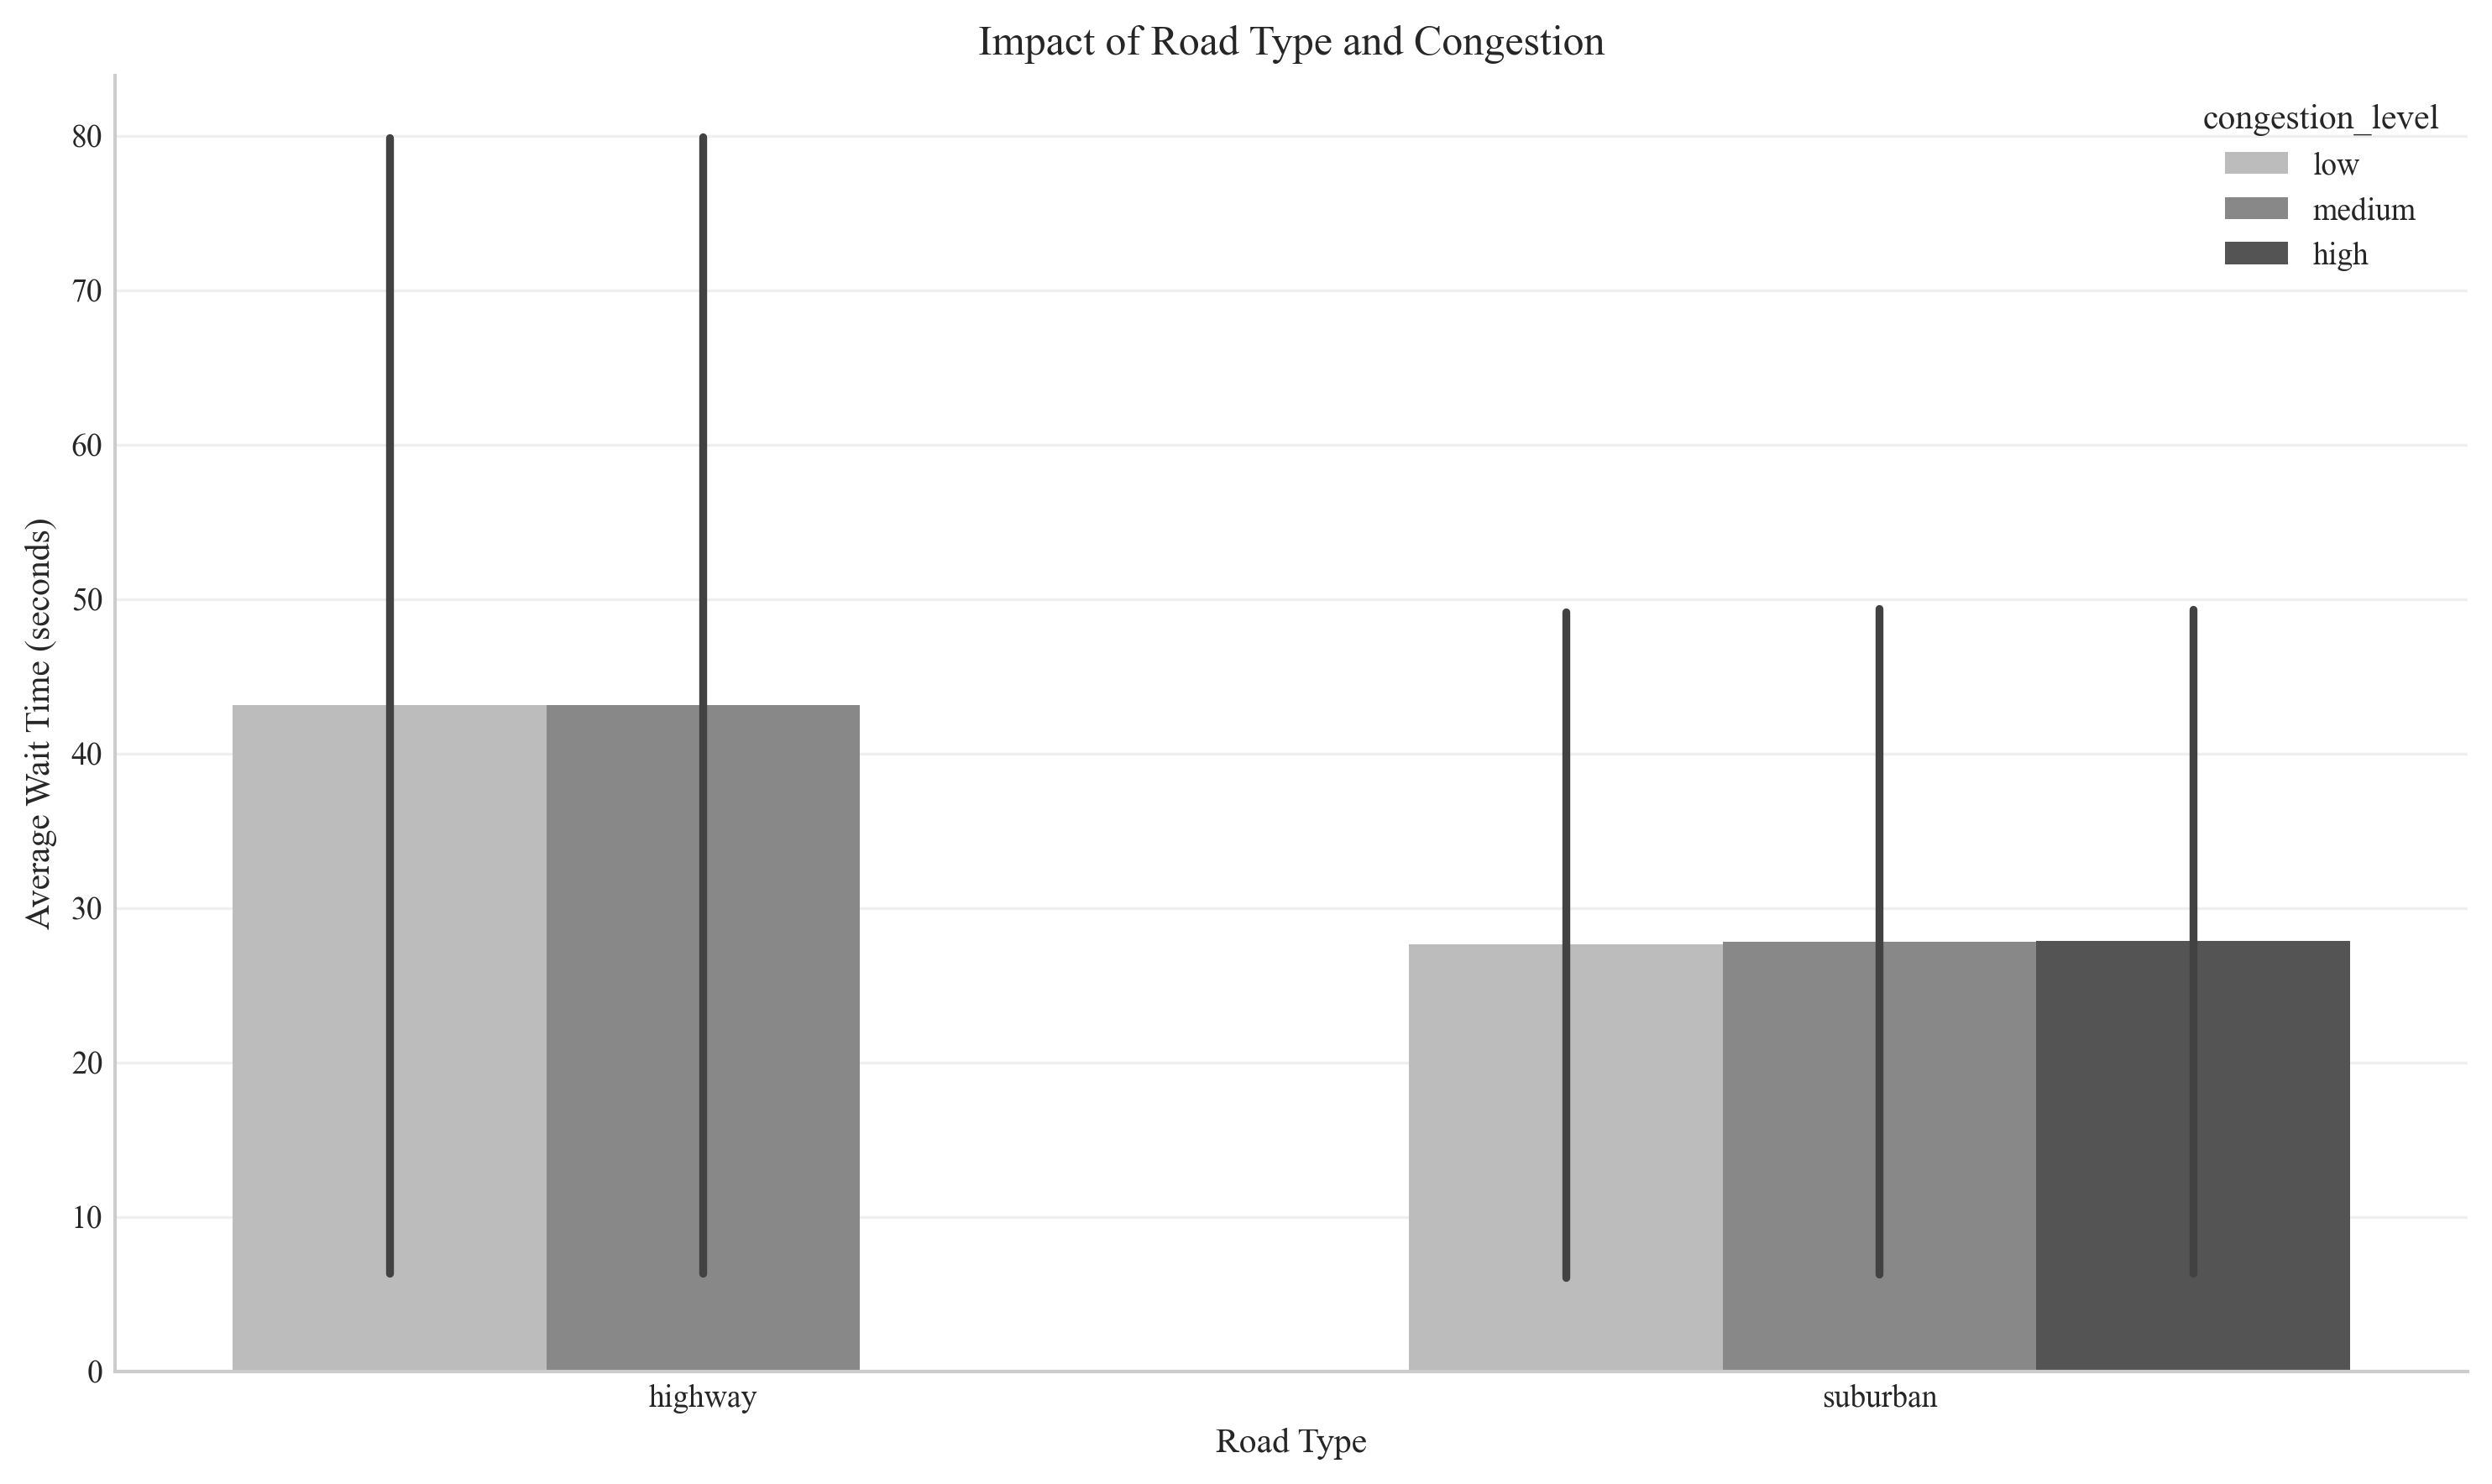 Impact of Road Type and Congestion
congestion_level
low
medium
high
Average Wait Time (seconds)
80
70
60
50
40
30
20
10
0
highway
suburban
Road Type